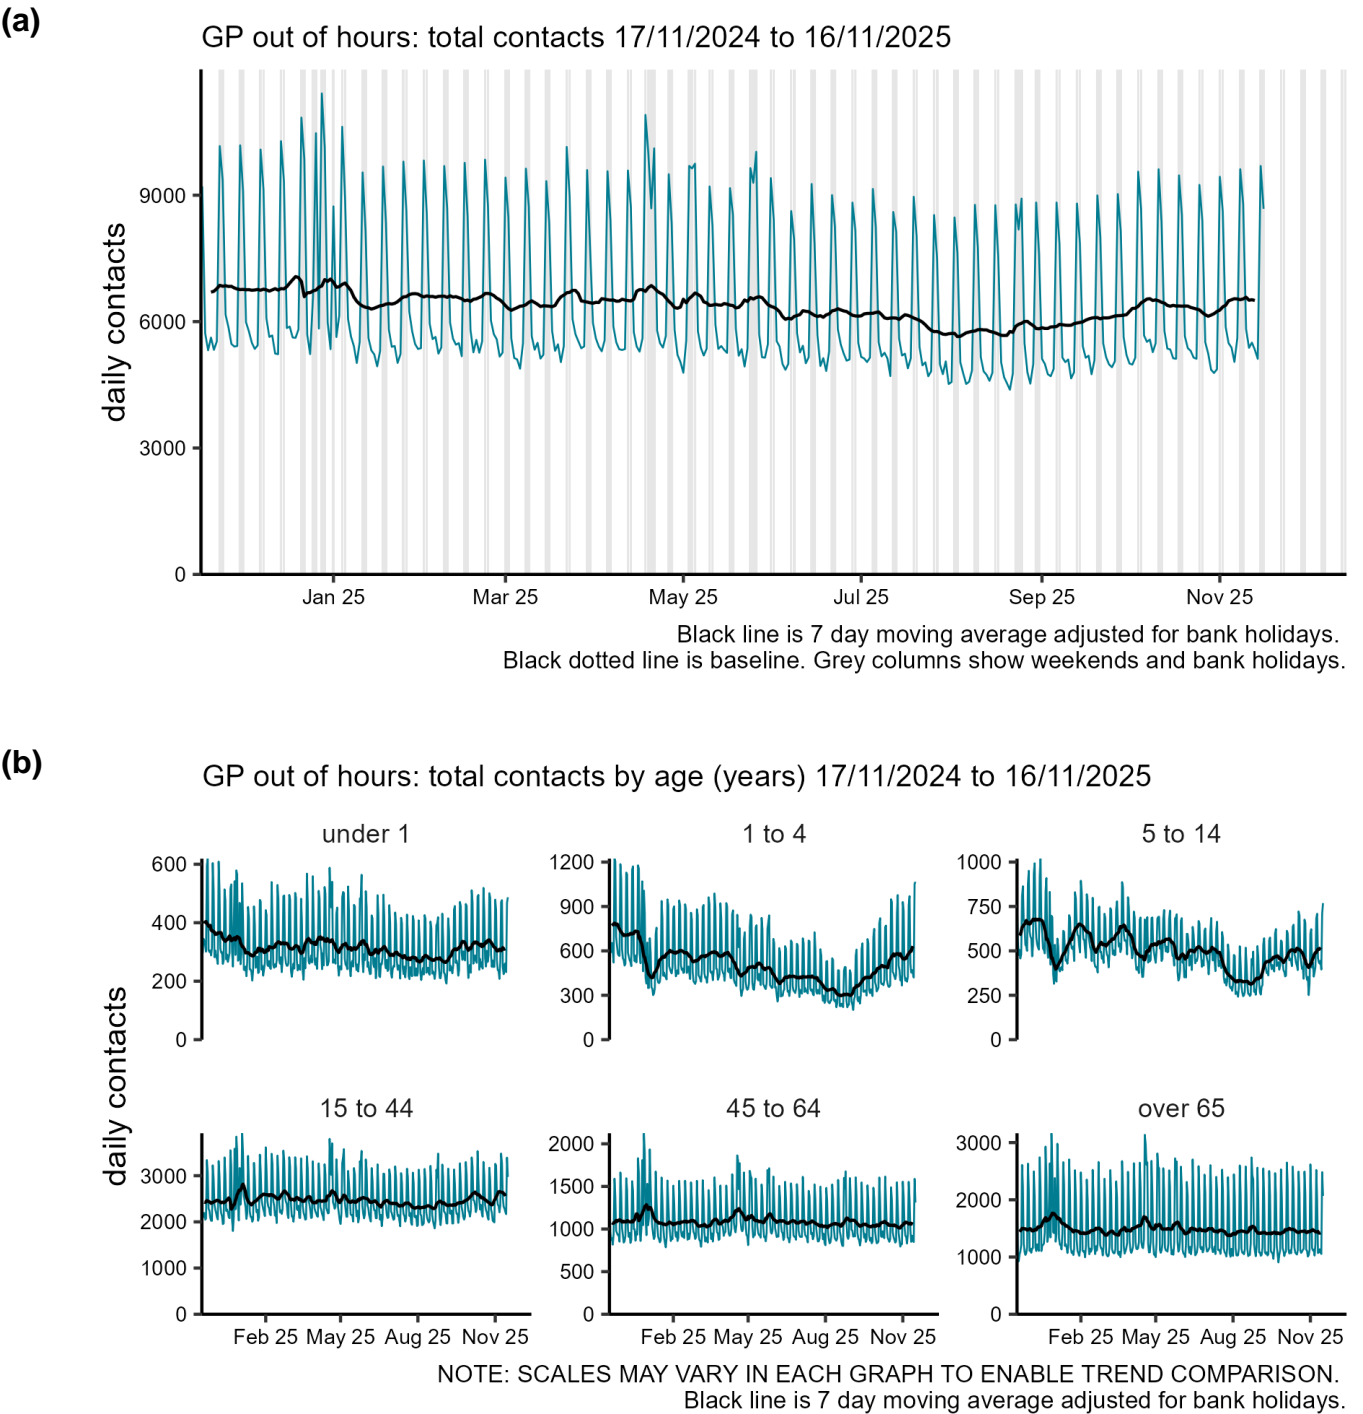 (a)
GP out of hours: total contacts 17/11/2024 to 16/11/2025
daily contacts
9000
6000
3000
0
Jan 25 Mar 25 May 25 Jul 25 Sep 25 Nov 25
Black line is 7 day moving average adjusted for bank holidays.
Black dotted line is baseline. Grey columns show weekends and bank holidays.
(b)
GP out of hours: total contacts by age (years) 17/11/2024 to 16/11/2025
daily contacts
under 1
600
400
200
0
1 to 4
1200
900
600
300
0
5 to 14
1000
750
500
250
0
15 to 44
3000
2000
1000
0
Feb 25 May 25 Aug 25 Nov 25
45 to 64
2000
1500
1000
500
0
Feb 25 May 25 Aug 25 Nov 25
over 65
3000
2000
1000
0
Feb 25 May 25 Aug 25 Nov 25
NOTE: SCALES MAY VARY IN EACH GRAPH TO ENABLE TREND COMPARISON.
Black line is 7 day moving average adjusted for bank holidays.